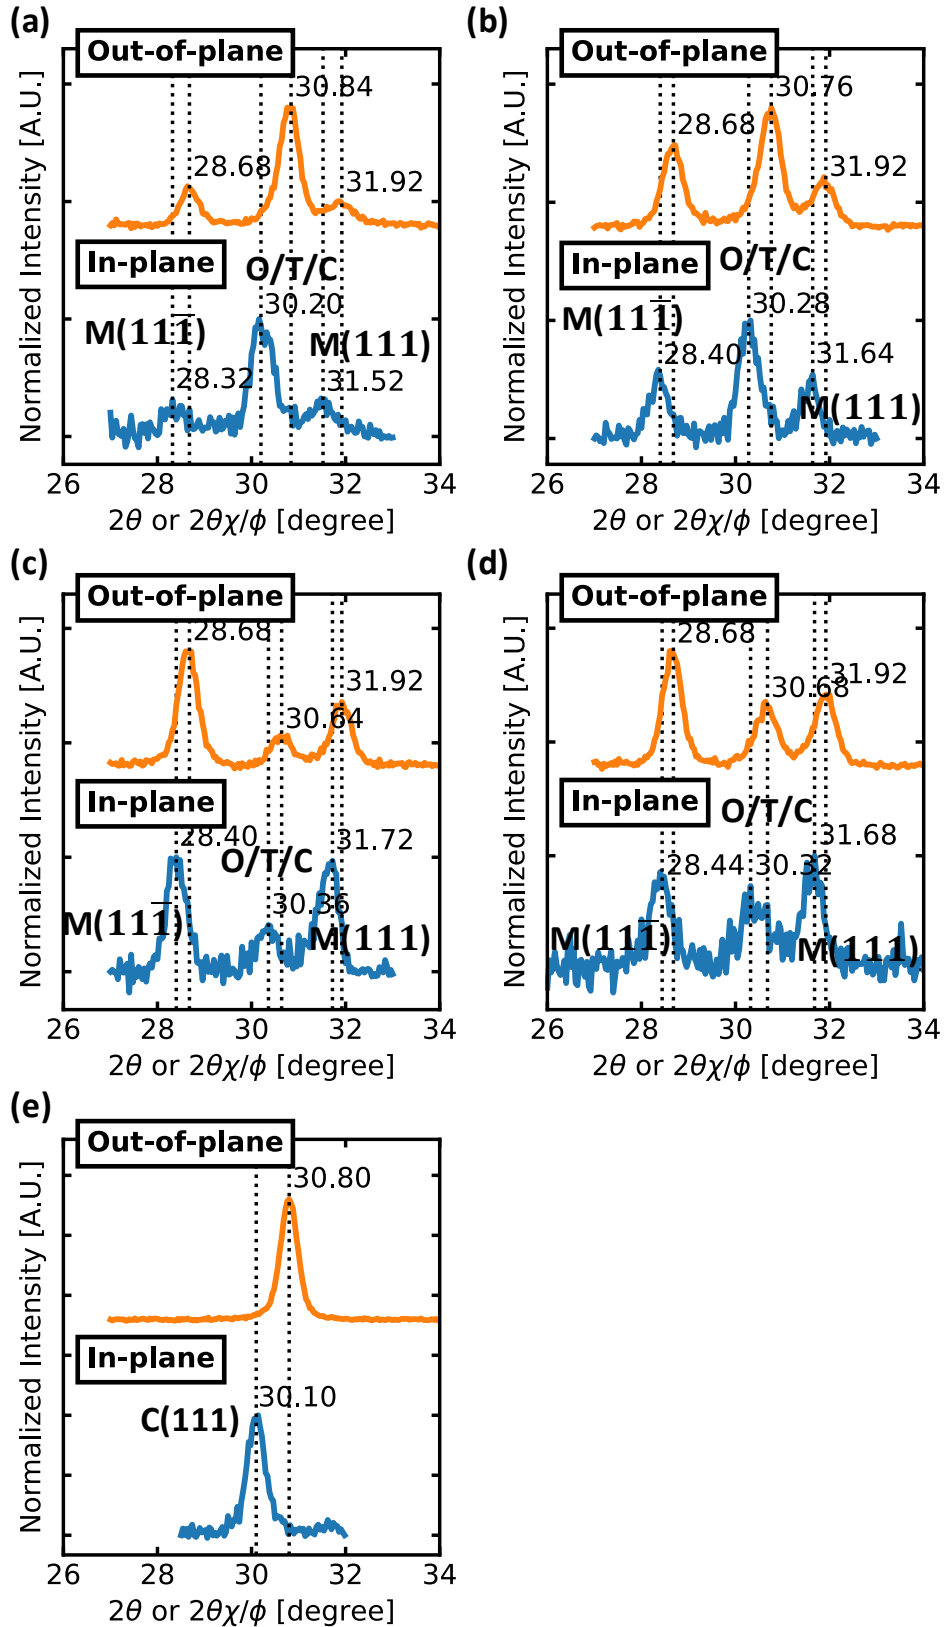 (a)
Out-of-plane
30.84
28.68
31.92
In-plane
O/T/C
30.20
M(111̅)
M(111)
28.32
31.52
Normalized Intensity [A.U.]
26 28 30 32 34
2θ or 2θχ/ϕ [degree]
(b)
Out-of-plane
30.76
28.68
31.92
In-plane
O/T/C
30.28
M(111̅)
28.40
31.64
M(111)
Normalized Intensity [A.U.]
26 28 30 32 34
2θ or 2θχ/ϕ [degree]
(c)
Out-of-plane
28.68
31.92
30.64
In-plane
28.40
31.72
O/T/C
30.36
M(111̅)
M(111)
Normalized Intensity [A.U.]
26 28 30 32 34
2θ or 2θχ/ϕ [degree]
(d)
Out-of-plane
28.68
31.92
30.68
In-plane
O/T/C
31.68
28.44
30.32
M(111̅)
M(111)
Normalized Intensity [A.U.]
26 28 30 32 34
2θ or 2θχ/ϕ [degree]
(e)
Out-of-plane
30.80
In-plane
30.10
C(111)
Normalized Intensity [A.U.]
26 28 30 32 34
2θ or 2θχ/ϕ [degree]